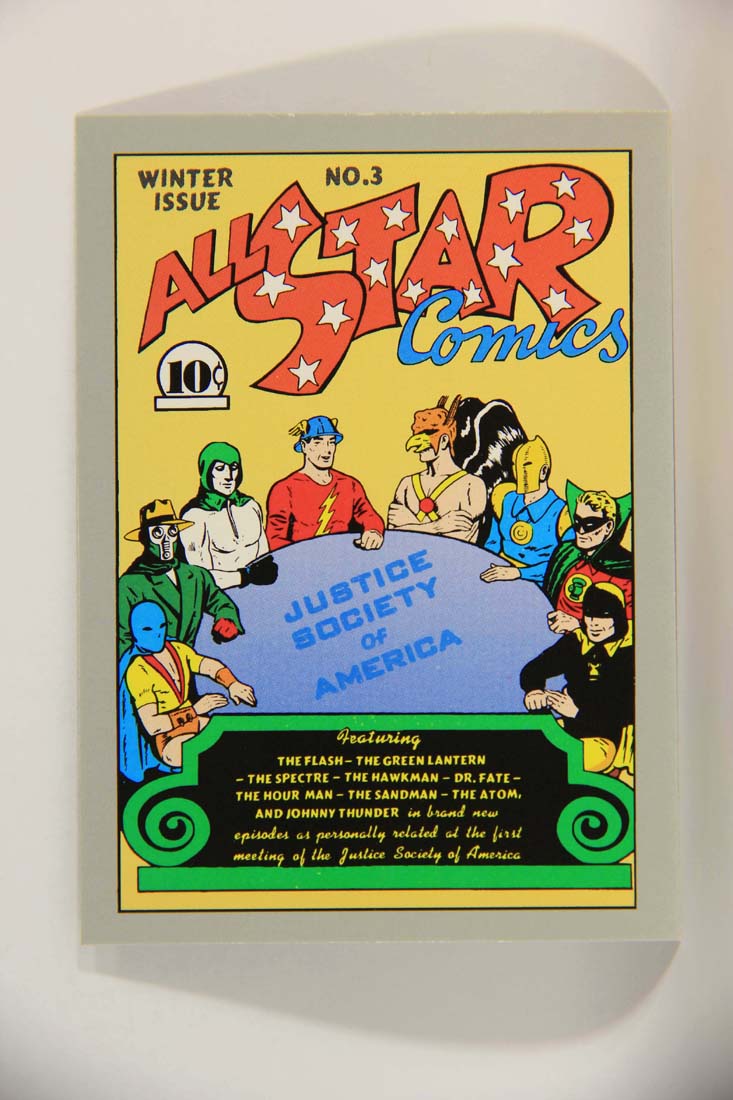 WINTER ISSUE
NO.3
ALL STAR
Comics
10¢
JUSTICE
SOCIETY
OF
AMERICA
Featuring
THE FLASH – THE GREEN LANTERN
– THE SPECTRE – THE HAWKMAN – DR. FATE –
THE HOUR MAN – THE SANDMAN – THE ATOM,
AND JOHNNY THUNDER in brand new
episodes as personally related at the first
meeting of the Justice Society of America